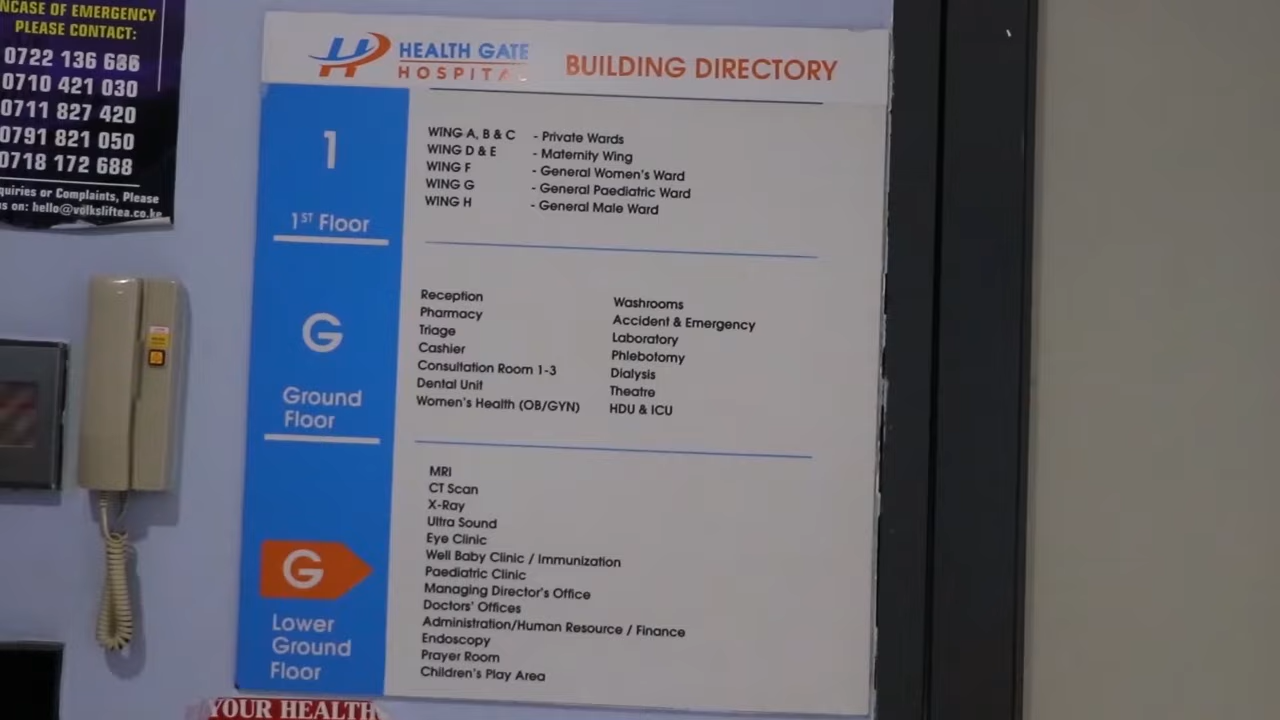 NCASE OF EMERGENCY
PLEASE CONTACT:
0722 136 686
0710 421 030
0711 827 420
0791 821 050
0718 172 688
quiries or Complaints, Please
us on: hello@volksliftea.co.ke
HEALTH GATE
HOSPITA
BUILDING DIRECTORY
1
1ST Floor
WING A, B & C - Private Wards
WING D & E - Maternity Wing
WING F - General Women's Ward
WING G - General Paediatric Ward
WING H - General Male Ward
G
Ground
Floor
Reception
Pharmacy
Triage
Cashier
Consultation Room 1-3
Dental Unit
Women's Health (OB/GYN)
Washrooms
Accident & Emergency
Laboratory
Phlebotomy
Dialysis
Theatre
HDU & ICU
G
Lower
Ground
Floor
MRI
CT Scan
X-Ray
Ultra Sound
Eye Clinic
Well Baby Clinic / Immunization
Paediatric Clinic
Managing Director's Office
Doctors' Offices
Administration/Human Resource / Finance
Endoscopy
Prayer Room
Children's Play Area
YOUR HEALTH